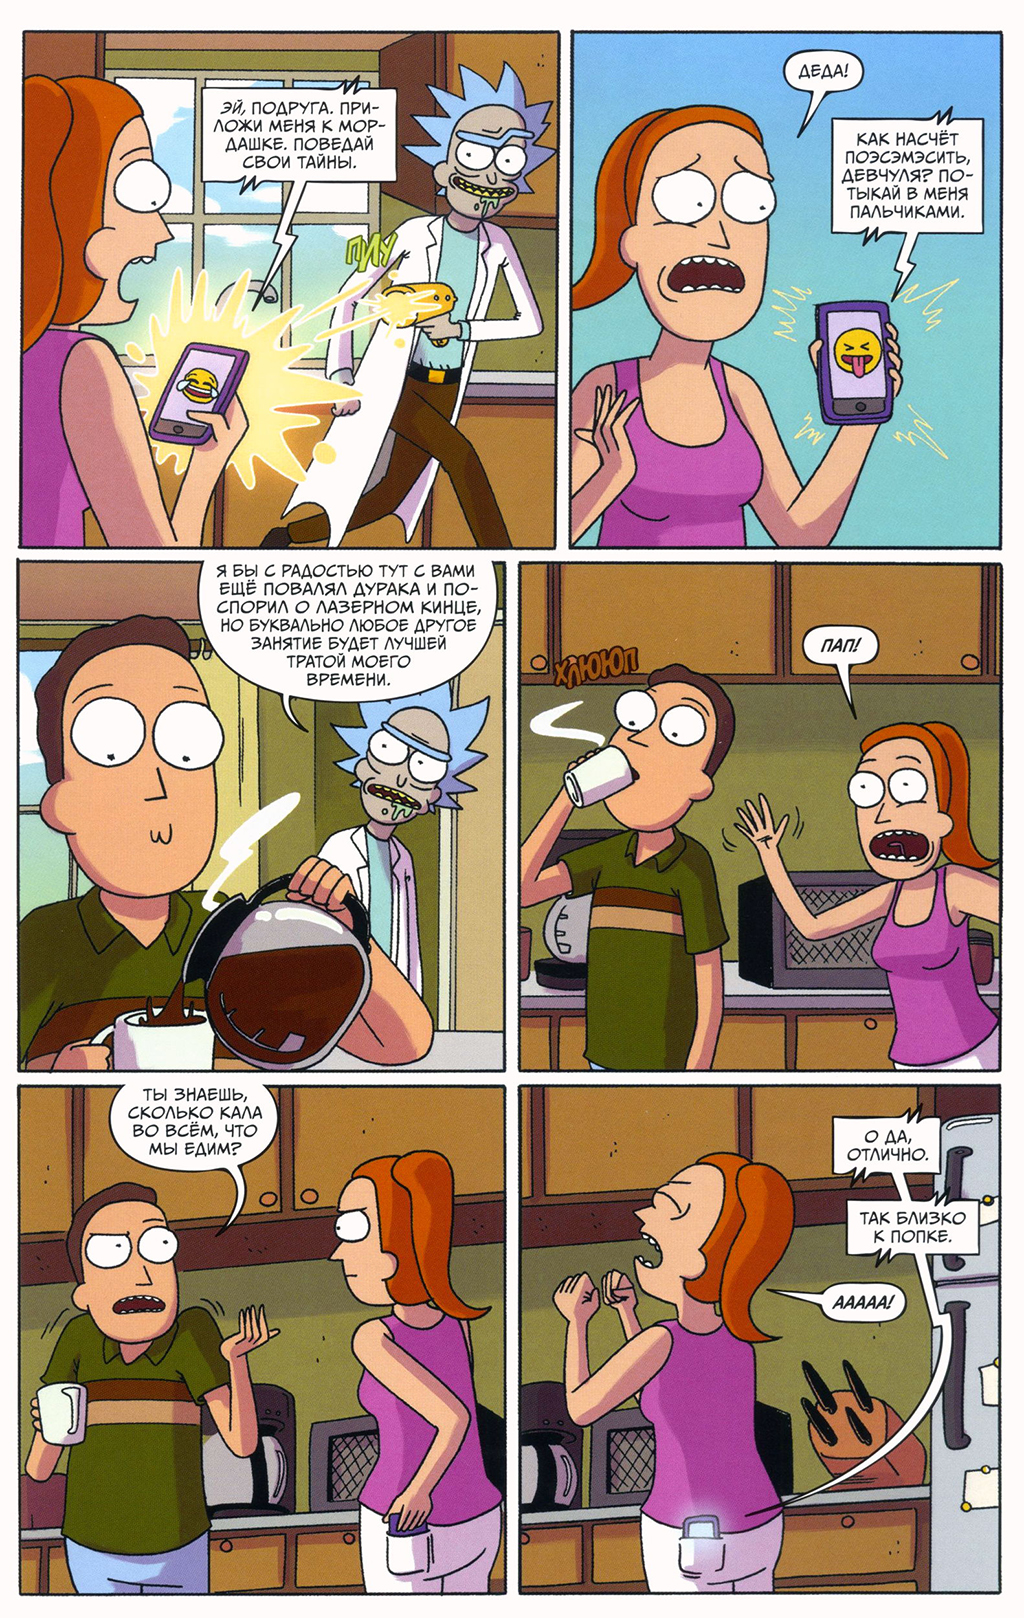 ЭЙ, ПОДРУГА. ПРИ-
ЛОЖИ МЕНЯ К МОР-
ДАШКЕ. ПОВЕДАЙ
СВОИ ТАЙНЫ.
ПИУ
ДЕДА!
КАК НАСЧЁТ
ПОЭСЭМЭСИТЬ,
ДЕВЧУЛЯ? ПО-
ТЫКАЙ В МЕНЯ
ПАЛЬЧИКАМИ.
Я БЫ С РАДОСТЬЮ ТУТ С ВАМИ
ЕЩЁ ПОВАЛЯЛ ДУРАКА И ПО-
СПОРИЛ О ЛАЗЕРНОМ КИНЦЕ,
НО БУКВАЛЬНО ЛЮБОЕ ДРУГОЕ
ЗАНЯТИЕ БУДЕТ ЛУЧШЕЙ
ТРАТОЙ МОЕГО
ВРЕМЕНИ.
ХЛЮЮП
ПАП!
ТЫ ЗНАЕШЬ,
СКОЛЬКО КАЛА
ВО ВСЁМ, ЧТО
МЫ ЕДИМ?
О ДА,
ОТЛИЧНО.
ТАК БЛИЗКО
К ПОПКЕ.
ААААА!